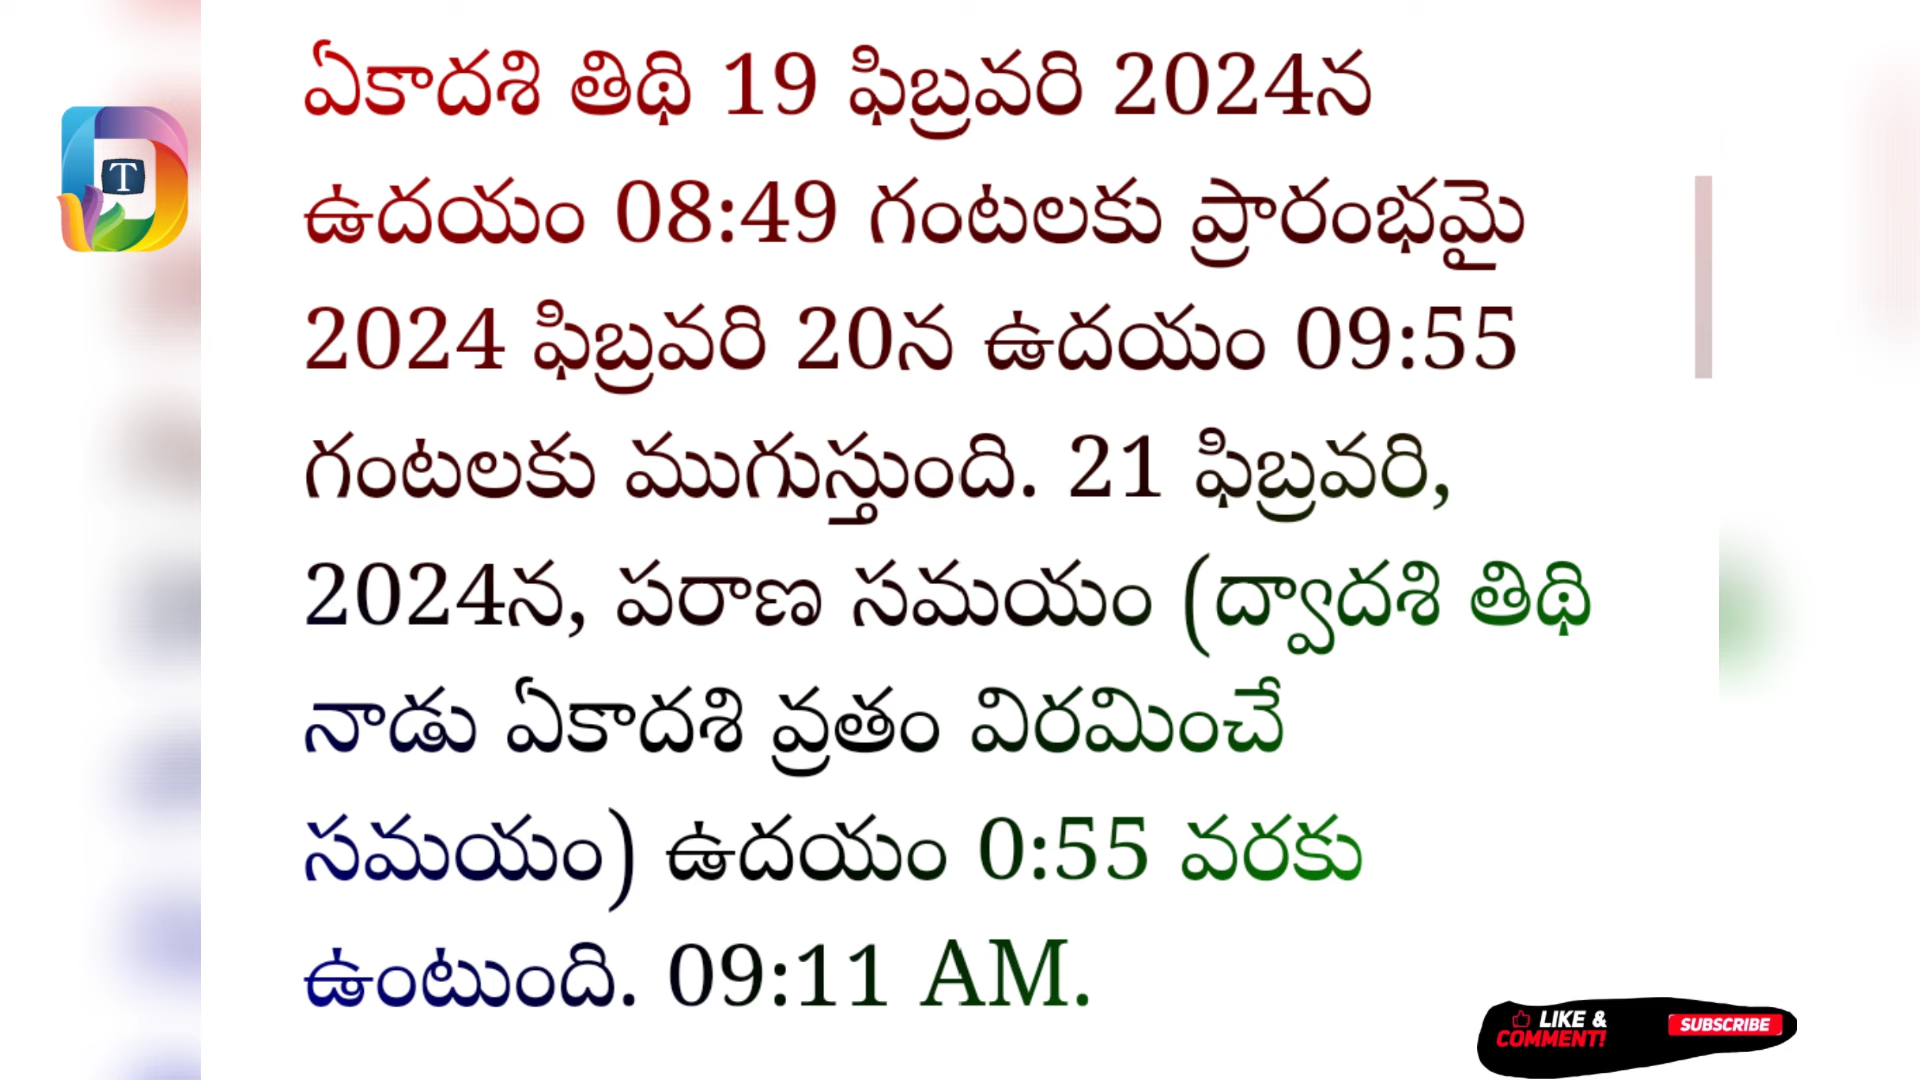 ఏకాదశి తిథి 19 ఫిబ్రవరి 2024న
ఉదయం 08:49 గంటలకు ప్రారంభమై
2024 ఫిబ్రవరి 20న ఉదయం 09:55
గంటలకు ముగుస్తుంది. 21 ఫిబ్రవరి,
2024న, పరాణ సమయం (ద్వాదశి తిథి
నాడు ఏకాదశి వ్రతం విరమించే
సమయం) ఉదయం 0:55 వరకు
ఉంటుంది. 09:11 AM.
T
LIKE &
COMMENT!
SUBSCRIBE